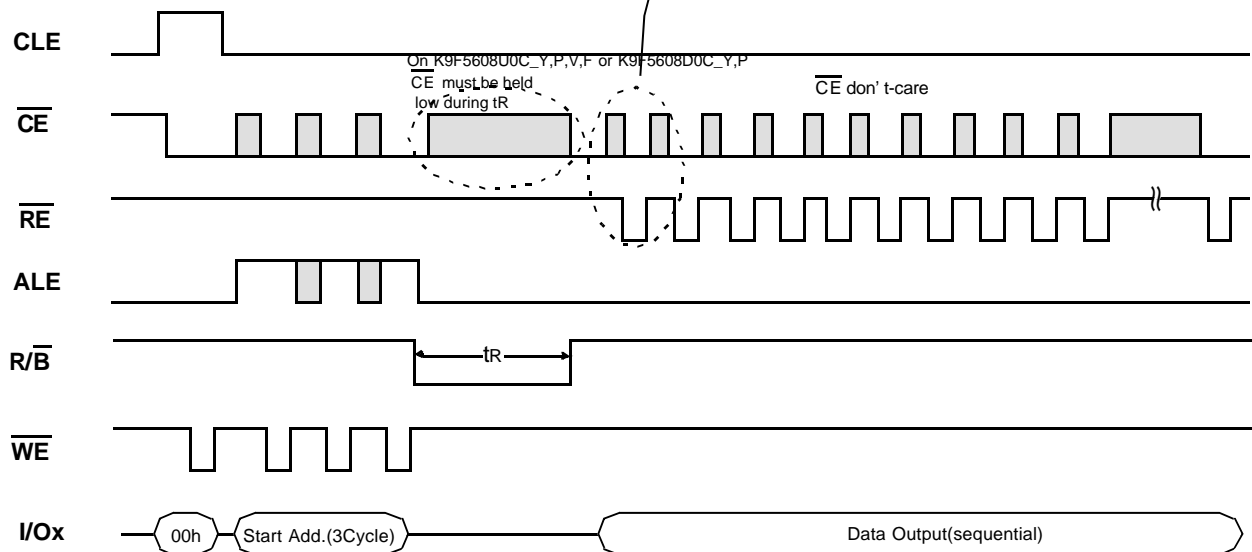 CLE
On K9F5608U0C_Y,P,V,F or K9F5608D0C_Y,P
CE must be held
low during tR
CE don' t-care
CE
RE
ALE
R/B
tR
WE
I/Ox
00h
Start Add.(3Cycle)
Data Output(sequential)